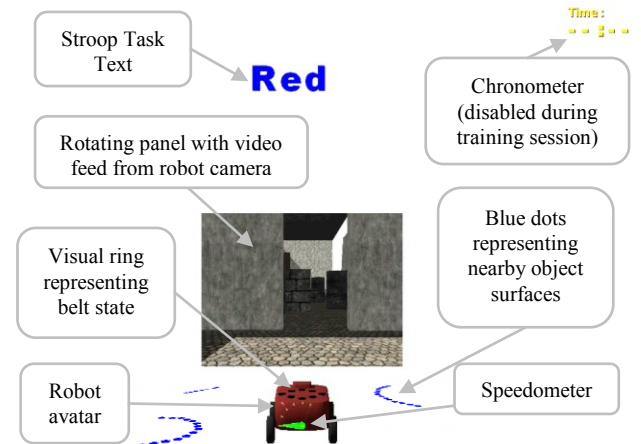 Time:
--:--
Stroop Task
Text
Red
Chronometer
(disabled during
training session)
Rotating panel with video
feed from robot camera
Blue dots
representing
nearby object
surfaces
Visual ring
representing
belt state
Robot
avatar
Speedometer